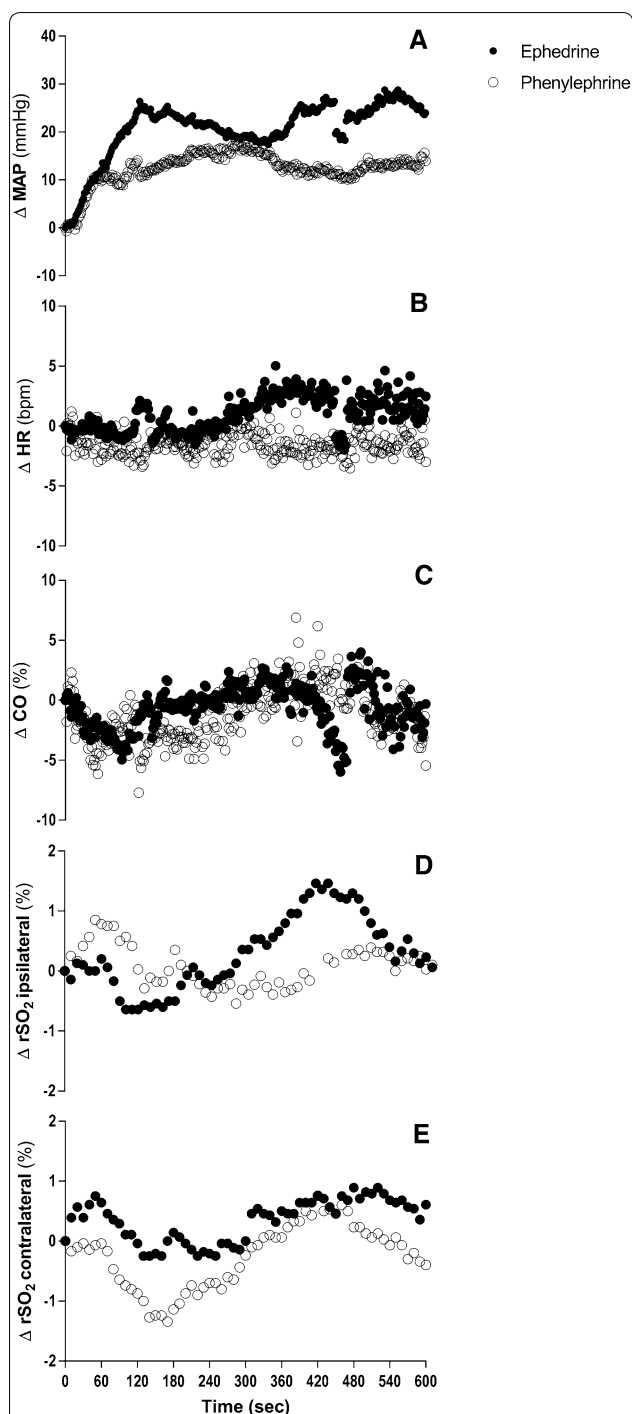 A
Ephedrine
Phenylephrine
Δ MAP (mmHg)
40
30
20
10
0
-10
B
Δ HR (bpm)
10
5
0
-5
-10
C
Δ CO (%)
10
5
0
-5
-10
D
Δ rSO₂ ipsilateral (%)
2
1
0
-1
-2
E
Δ rSO₂ contralateral (%)
2
1
0
-1
-2
0 60 120 180 240 300 360 420 480 540 600
Time (sec)